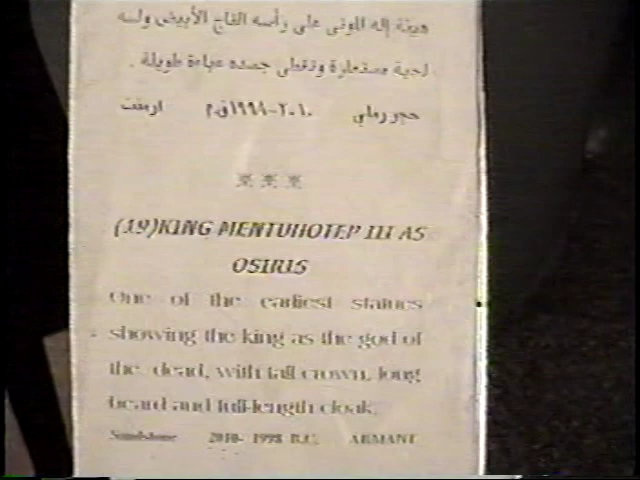 هيئة إله الموتى على رأسه التاج الأبيض وله
لحية مستعارة وتغطى جسده عباءة طويلة .
حجر رملي ٢٠١٠-١٩٩٨ق.م ارمنت
* * *
(19)KING MENTUHOTEP III AS
OSIRIS
One of the earliest statues
showing the king as the god of
the dead, with tall crown, long
beard and full-length cloak.
Sandstone 2010- 1998 B.C. ARMANT